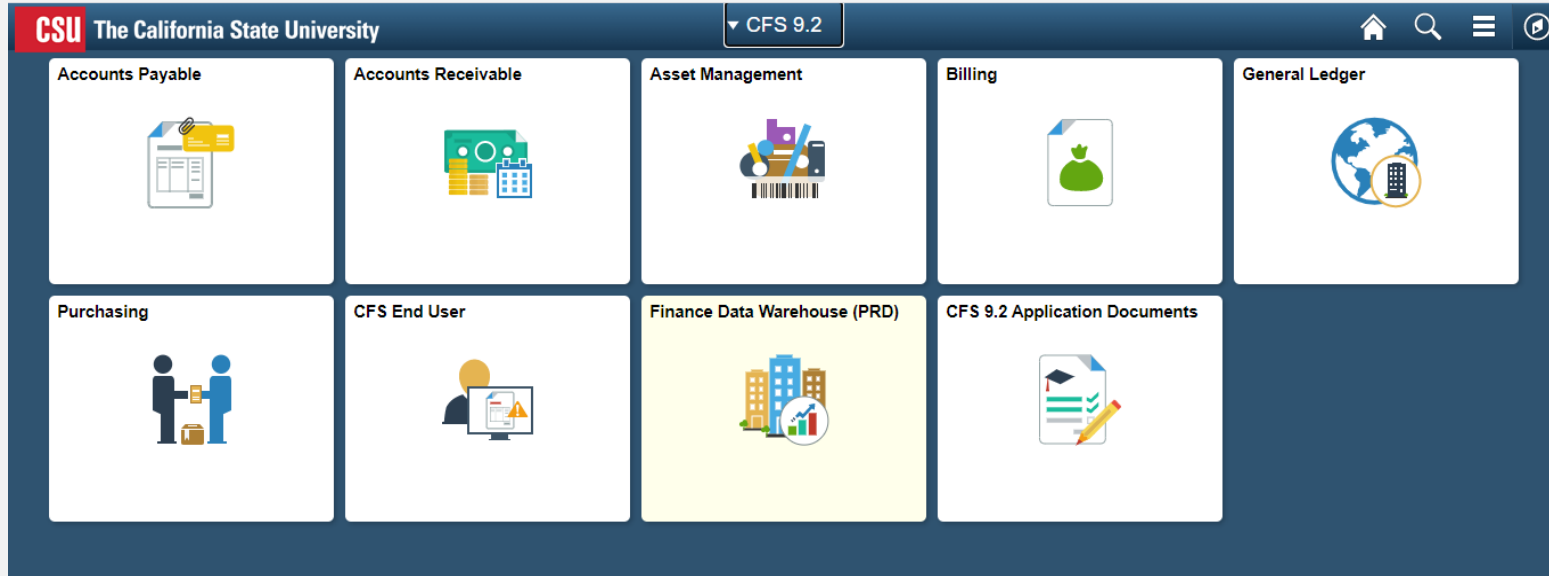 CSU The California State University
▾ CFS 9.2
Accounts Payable
Accounts Receivable
Asset Management
Billing
General Ledger
Purchasing
CFS End User
Finance Data Warehouse (PRD)
CFS 9.2 Application Documents